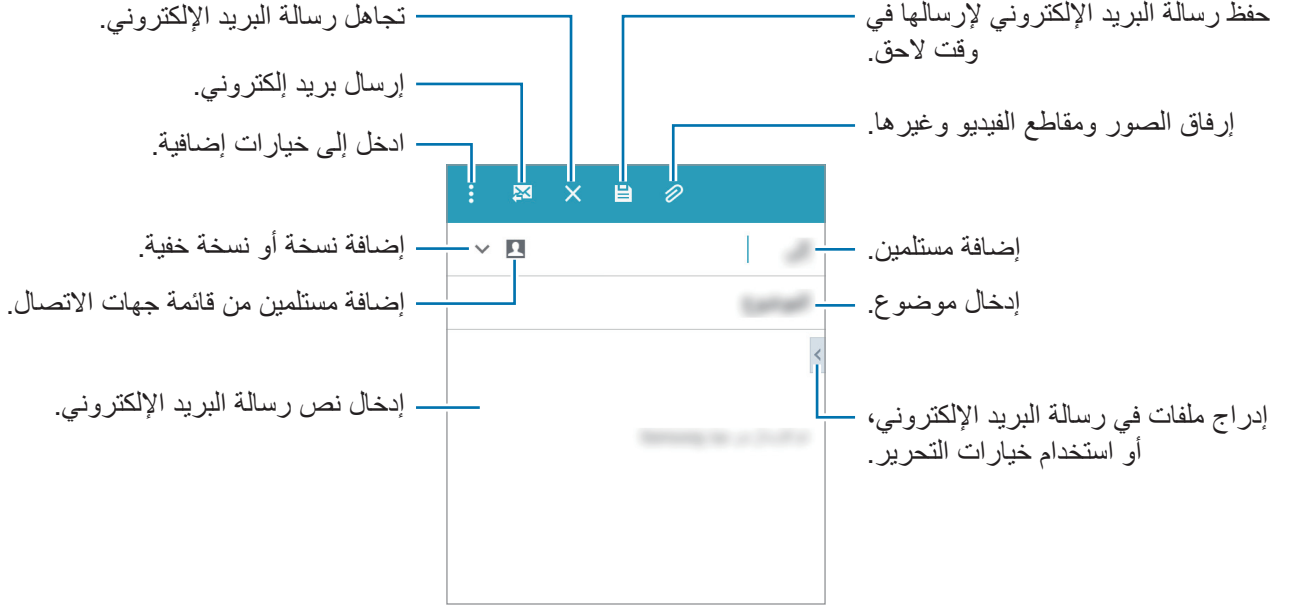 حفظ رسالة البريد الإلكتروني لإرسالها في
وقت لاحق.
إرفاق الصور ومقاطع الفيديو وغيرها.
إضافة مستلمين.
إدخال موضوع.
إدراج ملفات في رسالة البريد الإلكتروني،
أو استخدام خيارات التحرير.
تجاهل رسالة البريد الإلكتروني.
إرسال بريد إلكتروني.
ادخل إلى خيارات إضافية.
إضافة نسخة أو نسخة خفية.
إضافة مستلمين من قائمة جهات الاتصال.
إدخال نص رسالة البريد الإلكتروني.